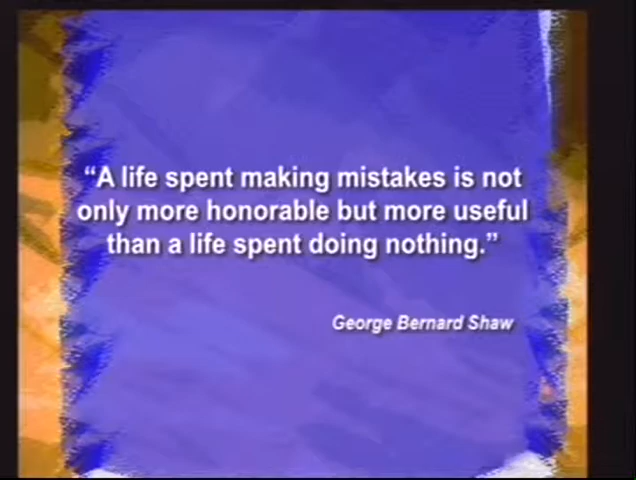 “A life spent making mistakes is not
only more honorable but more useful
than a life spent doing nothing.”
George Bernard Shaw